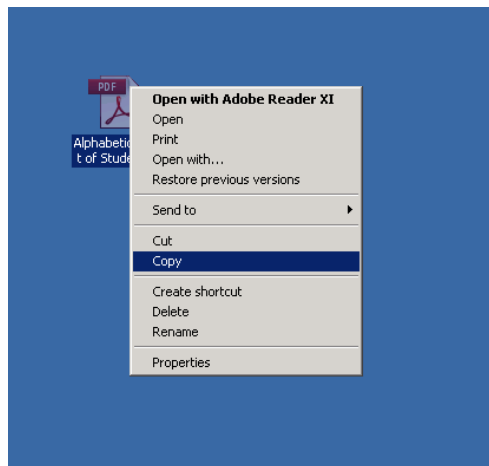 PDF
Open with Adobe Reader XI
Open
Alphabetic
Print
t of Stude
Open with...
Restore previous versions
Send to
Cut
Copy
Create shortcut
Delete
Rename
Properties